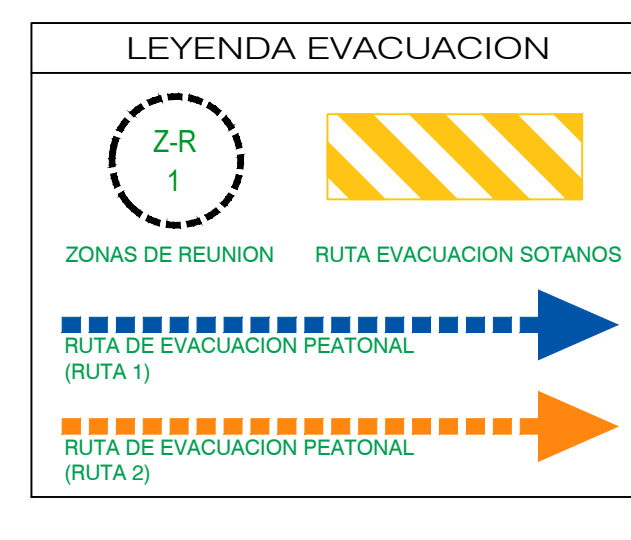 LEYENDA EVACUACION
Z-R
1
ZONAS DE REUNION
RUTA EVACUACION SOTANOS
RUTA DE EVACUACION PEATONAL
(RUTA 1)
RUTA DE EVACUACION PEATONAL
(RUTA 2)